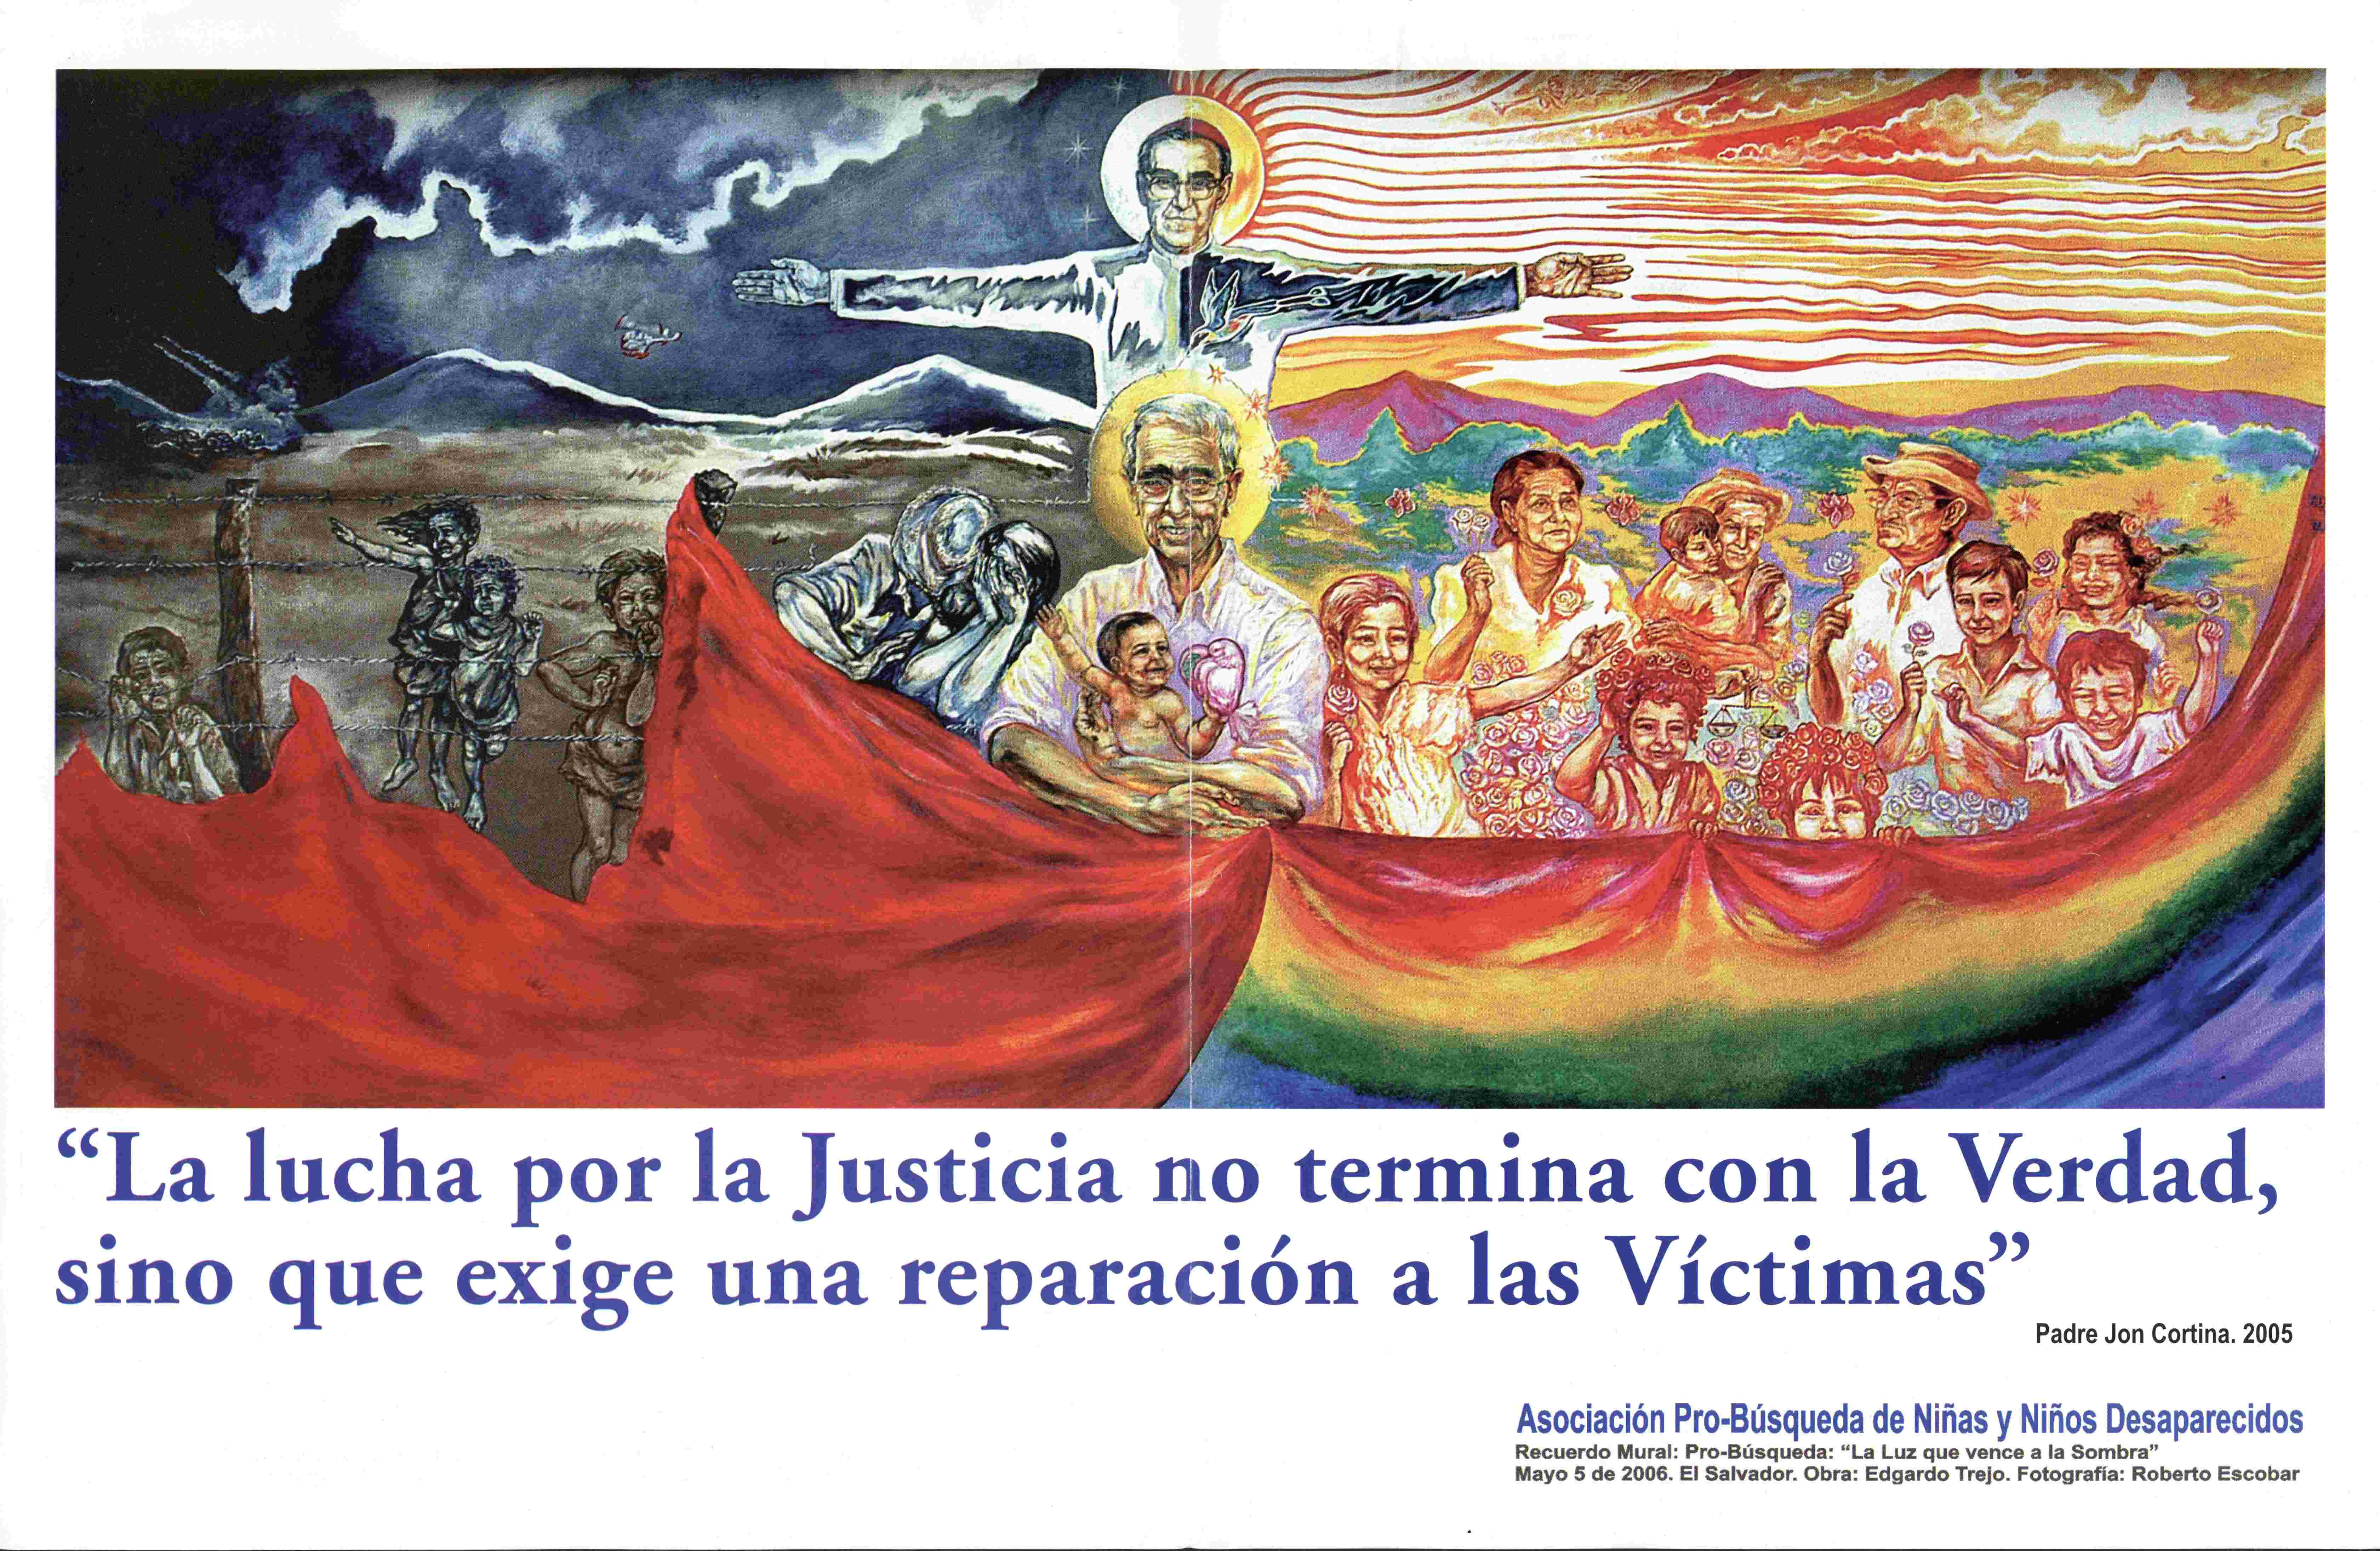 “La lucha por la Justicia no termina con la Verdad,
sino que exige una reparación a las Víctimas”
Padre Jon Cortina. 2005
Asociación Pro-Búsqueda de Niñas y Niños Desaparecidos
Recuerdo Mural: Pro-Búsqueda: “La Luz que vence a la Sombra”
Mayo 5 de 2006. El Salvador. Obra: Edgardo Trejo. Fotografía: Roberto Escobar